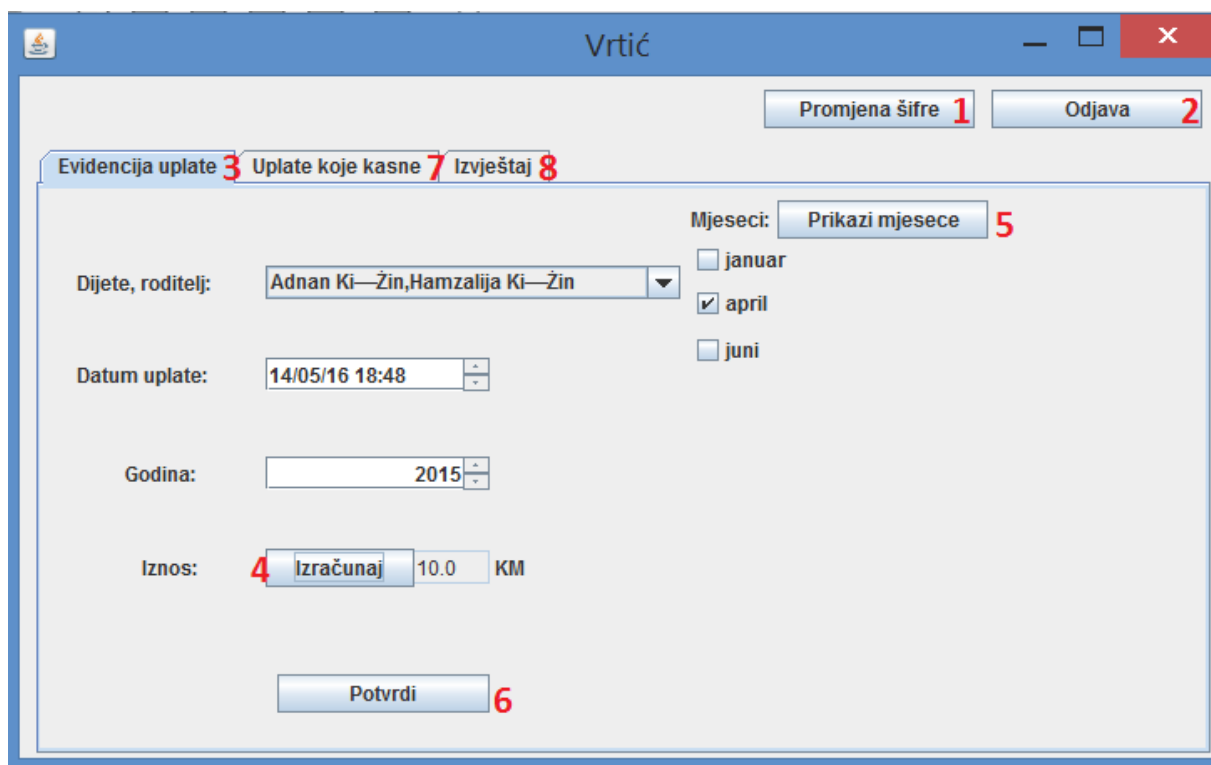 Vrtić
Promjena šifre 1 Odjava 2
Evidencija uplate 3 Uplate koje kasne 7 Izvještaj 8
Mjeseci: Prikazi mjesece 5
januar
Dijete, roditelj: Adnan Ki—Żin,Hamzalija Ki—Żin
april
juni
Datum uplate: 14/05/16 18:48
Godina: 2015
Iznos: 4 Izračunaj 10.0 KM
Potvrdi 6